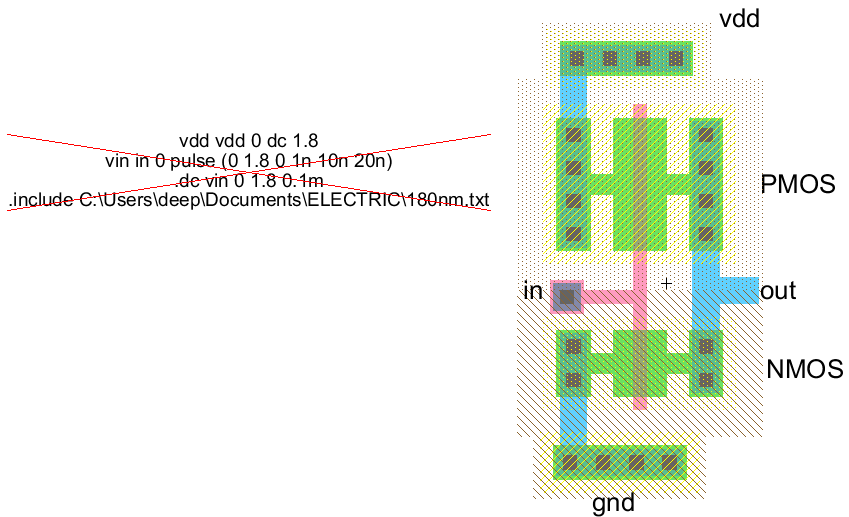 vdd
vdd vdd 0 dc 1.8
vin in 0 pulse (0 1.8 0.1n 10n 20n)
.dc vin 0 1.8 0.1m
.include C:\Users\deep\Documents\ELECTRIC\180nm.txt
PMOS
in
out
NMOS
gnd